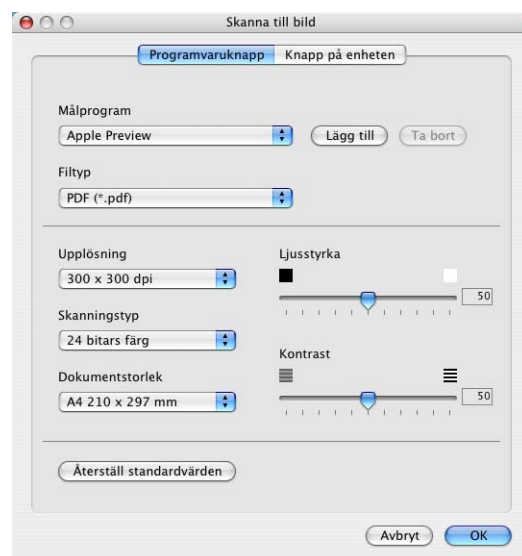 Skanna till bild
Programvaruknapp Knapp på enheten
Målprogram
Apple Preview Lägg till Ta bort
Filtyp
PDF (*.pdf)
Upplösning Ljusstyrka
300 x 300 dpi 50
Skanningstyp
24 bitars färg
Kontrast
Dokumentstorlek
A4 210 x 297 mm 50
Återställ standardvärden
Avbryt OK